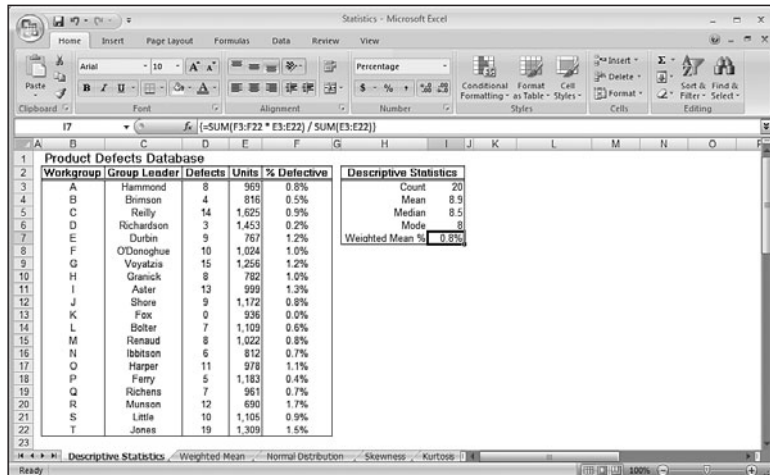 Statistics - Microsoft Excel
Home Insert Page Layout Formulas Data Review View
Paste
Arial 10 A A
B I U A
Percentage
$ - % ,
Conditional Formatting - Format as Table - Cell Styles -
Insert -
Delete -
Format -
Σ -
Sort & Filter - Find & Select -
Clipboard Font Alignment Number Styles Cells Editing
I7 fx {=SUM(F3:F22 * E3:E22) / SUM(E3:E22)}
A B C D E F G H I J K L M N O
1 Product Defects Database
2 Workgroup Group Leader Defects Units % Defective Descriptive Statistics
3 A Hammond 8 969 0.8% Count 20
4 B Brimson 4 816 0.5% Mean 8.9
5 C Reilly 14 1,625 0.9% Median 8.5
6 D Richardson 3 1,453 0.2% Mode 8
7 E Durbin 9 767 1.2% Weighted Mean % 0.8%
8 F O'Donoghue 10 1,024 1.0%
9 G Voyatzis 15 1,256 1.2%
10 H Granick 8 782 1.0%
11 I Aster 13 999 1.3%
12 J Shore 9 1,172 0.8%
13 K Fox 0 936 0.0%
14 L Bolter 7 1,109 0.6%
15 M Renaud 8 1,022 0.8%
16 N Ibbitson 6 812 0.7%
17 O Harper 11 978 1.1%
18 P Ferry 5 1,183 0.4%
19 Q Richens 7 961 0.7%
20 R Munson 12 690 1.7%
21 S Little 10 1,105 0.9%
22 T Jones 19 1,309 1.5%
23
Descriptive Statistics Weighted Mean Normal Distribution Skewness Kurtosis
Ready 100%